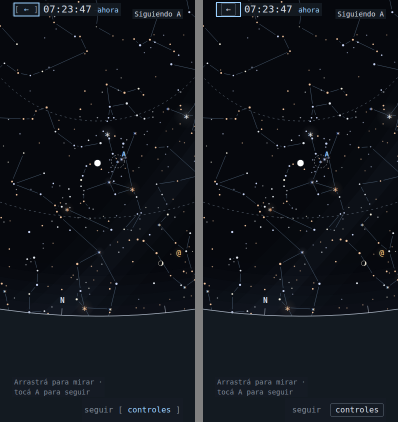 [ ← ] 07:23:47 ahora
Siguiendo A
A
@
N
Arrastrá para mirar ·
tocá A para seguir
seguir [ controles ]
← 07:23:47 ahora
Siguiendo A
A
@
N
Arrastrá para mirar ·
tocá A para seguir
seguir controles